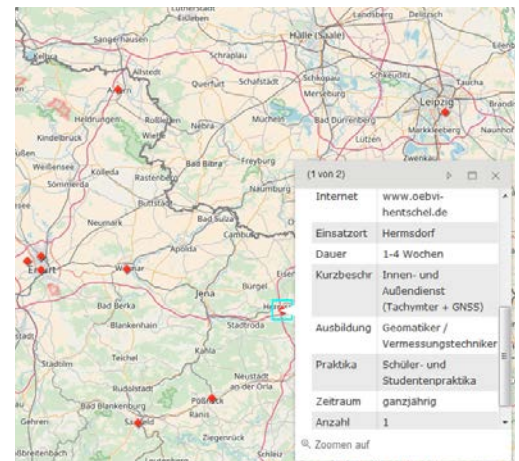 Lutherstadt
Eisleben
Landsberg
Delitzsch
Sangerhausen
Halle (Saale)
Kelbra
Schraplau
Allstedt
Schkopau
Schkeuditz
Querfurt
Schafstädt
Merseburg
Taucha
Leipzig
Heldrungen
Roßleben
Nebra
Mücheln
Bad Dürrenberg
Markkleeberg
Naunhof
Kindelbrück
Wiehe
Lützen
Zwenkau
Weißensee
Kölleda
Rastenberg
Bad Bibra
Freyburg
Sömmerda
Naumburg
Buttstädt
Neumark
Bad Sulza
Camburg
Apolda
Erfurt
Weimar
Jena
Bürgel
Bad Berka
Blankenhain
Stadtroda
Kahla
Stadtilm
Teichel
Neustadt
an der Orla
Rudolstadt
Bad Blankenburg
Pößneck
Ranis
Gehren
Saalfeld
Ziegenrück
Schleiz
(1 von 2)
Internet www.oebvi-
hentschel.de
Einsatzort Hermsdorf
Dauer 1-4 Wochen
Kurzbeschr Innen- und
Außendienst
(Tachymter + GNSS)
Ausbildung Geomatiker /
Vermessungstechniker
Praktika Schüler- und
Studentenpraktika
Zeitraum ganzjährig
Anzahl 1
Zoomen auf